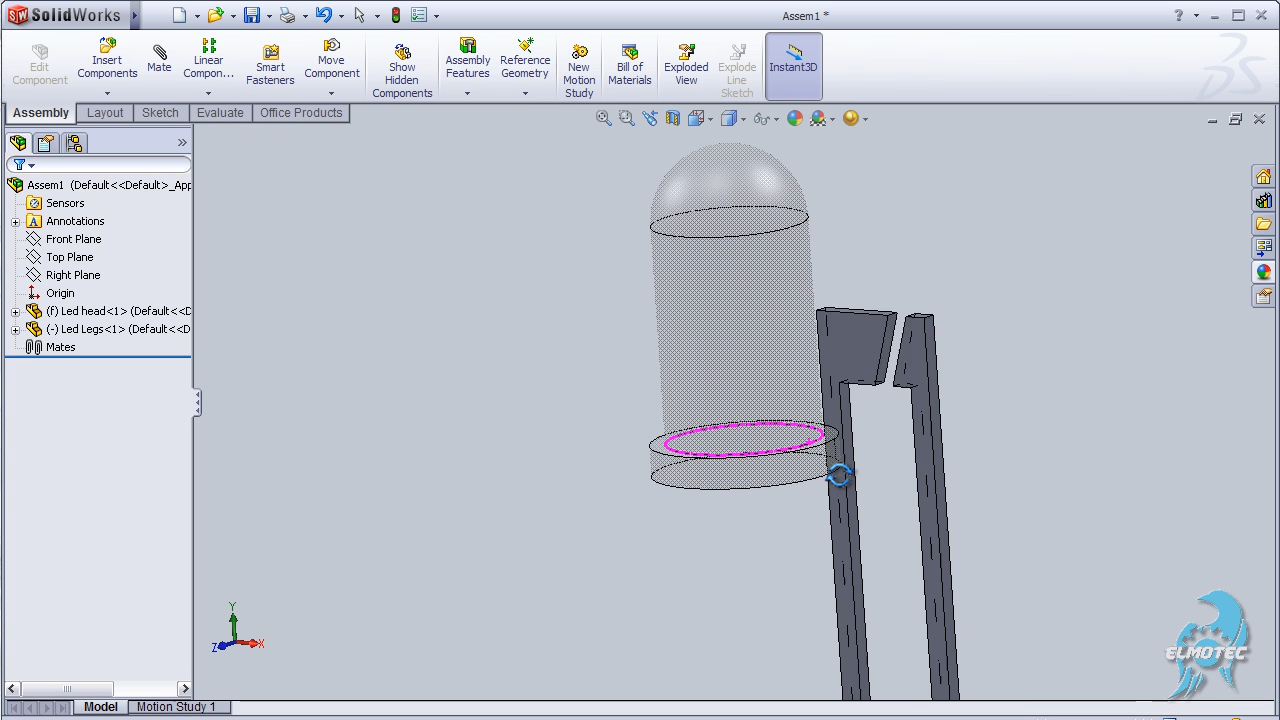 SolidWorks
Assem1 *
Edit Component
Insert Components
Mate
Linear Compon...
Smart Fasteners
Move Component
Show Hidden Components
Assembly Features
Reference Geometry
New Motion Study
Bill of Materials
Exploded View
Explode Line Sketch
Instant3D
Assembly
Layout
Sketch
Evaluate
Office Products
Assem1 (Default<<Default>_App
Sensors
Annotations
Front Plane
Top Plane
Right Plane
Origin
(f) Led head<1> (Default<<D
(-) Led Legs<1> (Default<<D
Mates
Y
Z
X
ELMOTEC
Model
Motion Study 1